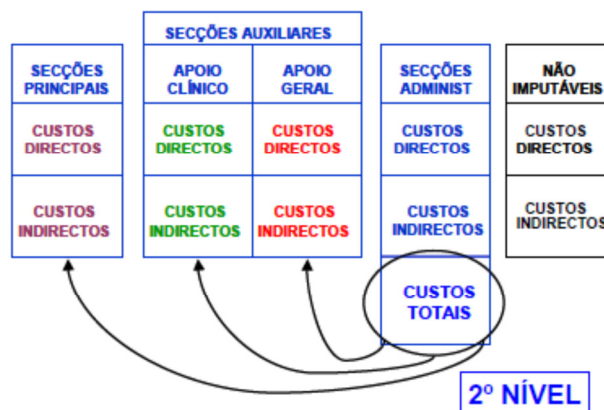 SECÇÕES AUXILIARES
SECÇÕES
PRINCIPAIS
APOIO
CLÍNICO
APOIO
GERAL
SECÇÕES
ADMINIST
NÃO
IMPUTÁVEIS
CUSTOS
DIRECTOS
CUSTOS
DIRECTOS
CUSTOS
DIRECTOS
CUSTOS
DIRECTOS
CUSTOS
DIRECTOS
CUSTOS
INDIRECTOS
CUSTOS
INDIRECTOS
CUSTOS
INDIRECTOS
CUSTOS
INDIRECTOS
CUSTOS
INDIRECTOS
CUSTOS
TOTAIS
2º NÍVEL